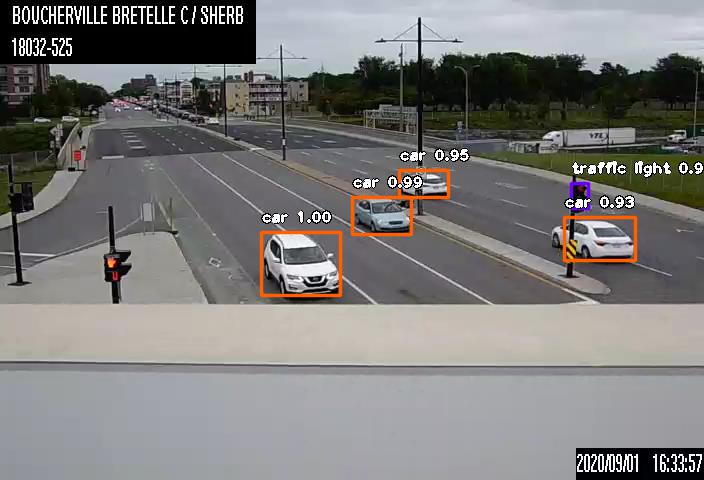 BOUCHERVILLE BRETELLE C / SHERB
18032-525
car 0.95
traffic light 0.9
car 0.99
car 0.93
car 1.00
2020/09/01 16:33:57